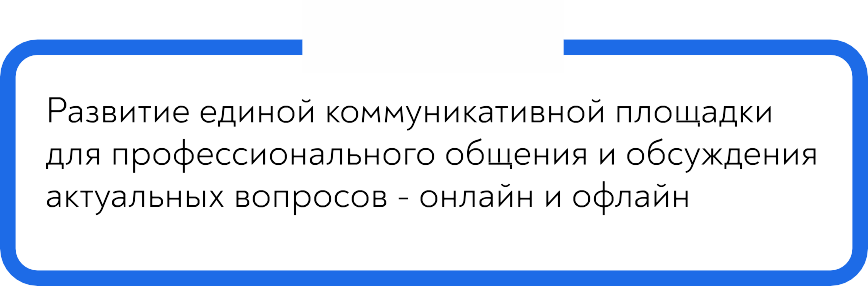 Развитие единой коммуникативной площадки
для профессионального общения и обсуждения
актуальных вопросов - онлайн и офлайн